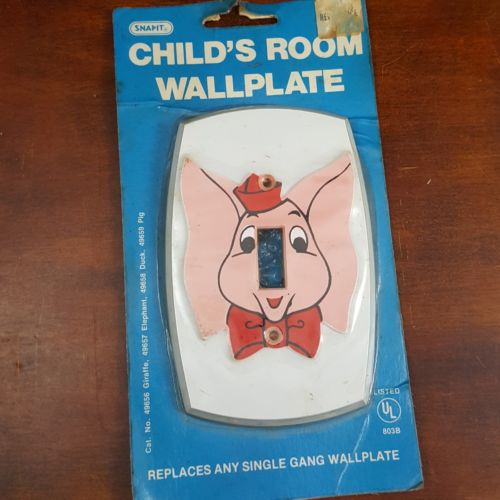 SNAPIT
CHILD'S ROOM
WALLPLATE
Cat. No. 49656 Giraffe, 49657 Elephant, 49658 Duck, 49659 Pig
LISTED
UL
803B
REPLACES ANY SINGLE GANG WALLPLATE